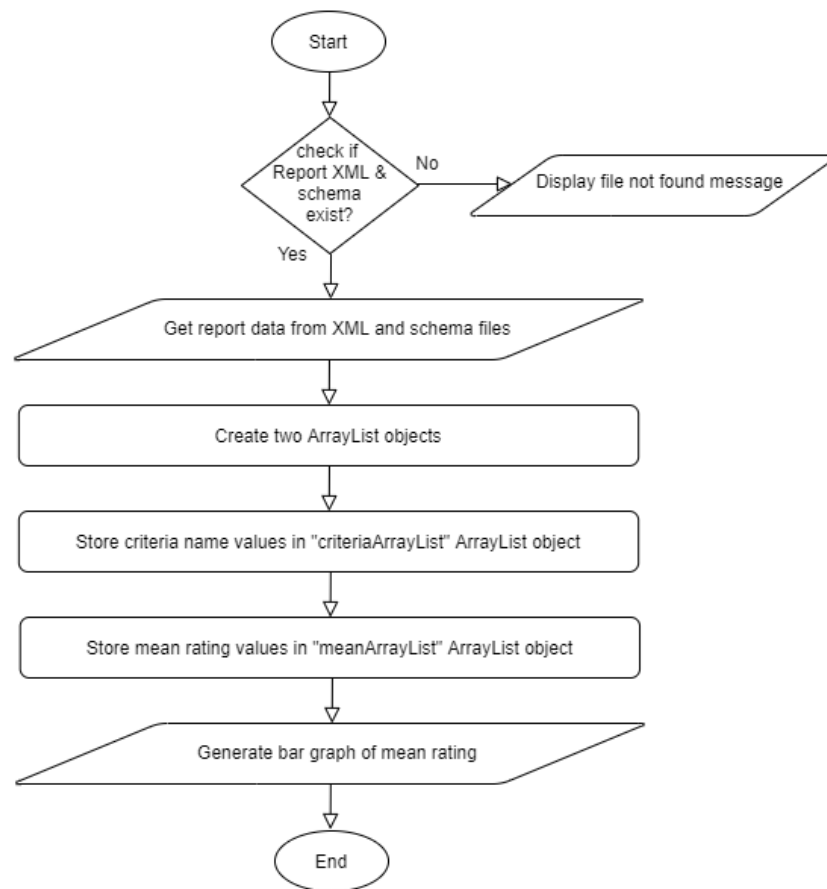 Start
check if
Report XML &
schema
exist?
No
Display file not found message
Yes
Get report data from XML and schema files
Create two ArrayList objects
Store criteria name values in "criteriaArrayList" ArrayList object
Store mean rating values in "meanArrayList" ArrayList object
Generate bar graph of mean rating
End